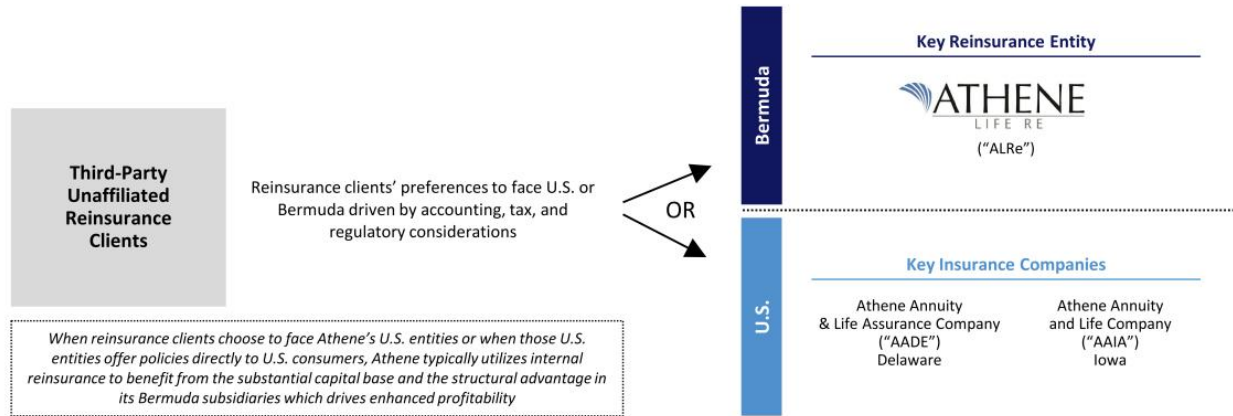 Third-Party
Unaffiliated
Reinsurance
Clients
Reinsurance clients’ preferences to face U.S. or
Bermuda driven by accounting, tax, and
regulatory considerations
OR
When reinsurance clients choose to face Athene’s U.S. entities or when those U.S.
entities offer policies directly to U.S. consumers, Athene typically utilizes internal
reinsurance to benefit from the substantial capital base and the structural advantage in
its Bermuda subsidiaries which drives enhanced profitability
Bermuda
Key Reinsurance Entity
ATHENE
LIFE RE
(“ALRe”)
U.S.
Key Insurance Companies
Athene Annuity
& Life Assurance Company
(“AADE”)
Delaware
Athene Annuity
and Life Company
(“AAIA”)
Iowa